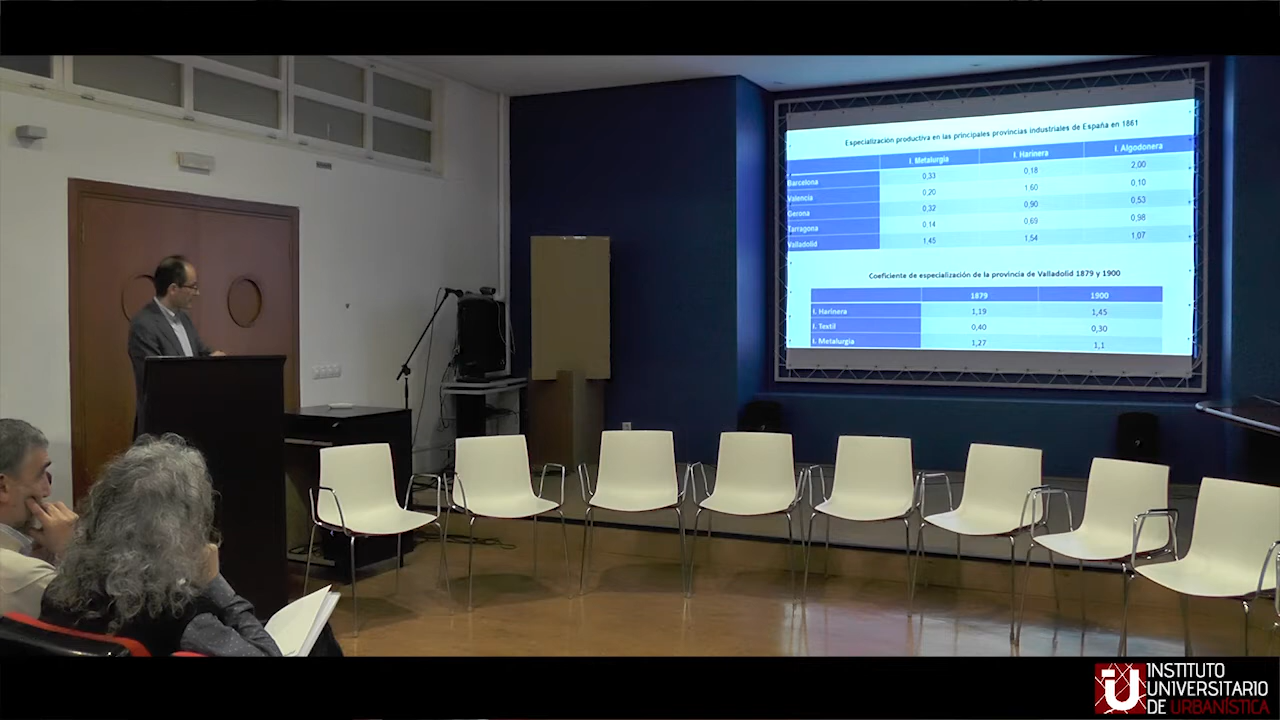 Especialización productiva en las principales provincias industriales de España en 1861
I. Metalurgia I. Harinera I. Algodonera
Barcelona 0,33 0,18 2,00
Valencia 0,20 1,60 0,10
Gerona 0,32 0,90 0,53
Tarragona 0,14 0,69 0,98
Valladolid 1,45 1,54 1,07
Coeficiente de especialización de la provincia de Valladolid 1879 y 1900
1879 1900
I. Harinera 1,19 1,45
I. Textil 0,40 0,30
I. Metalurgia 1,27 1,1
iU INSTITUTO
UNIVERSITARIO
DE URBANÍSTICA